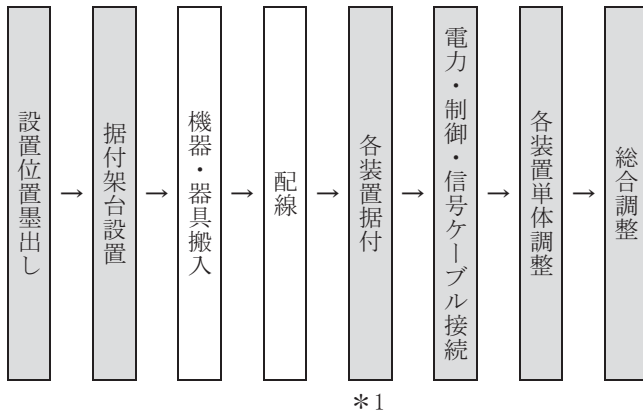 設置位置墨出し
→
据付架台設置
→
機器・器具搬入
→
配線
→
各装置据付
→
電力・制御・信号ケーブル接続
→
各装置単体調整
→
総合調整
＊1